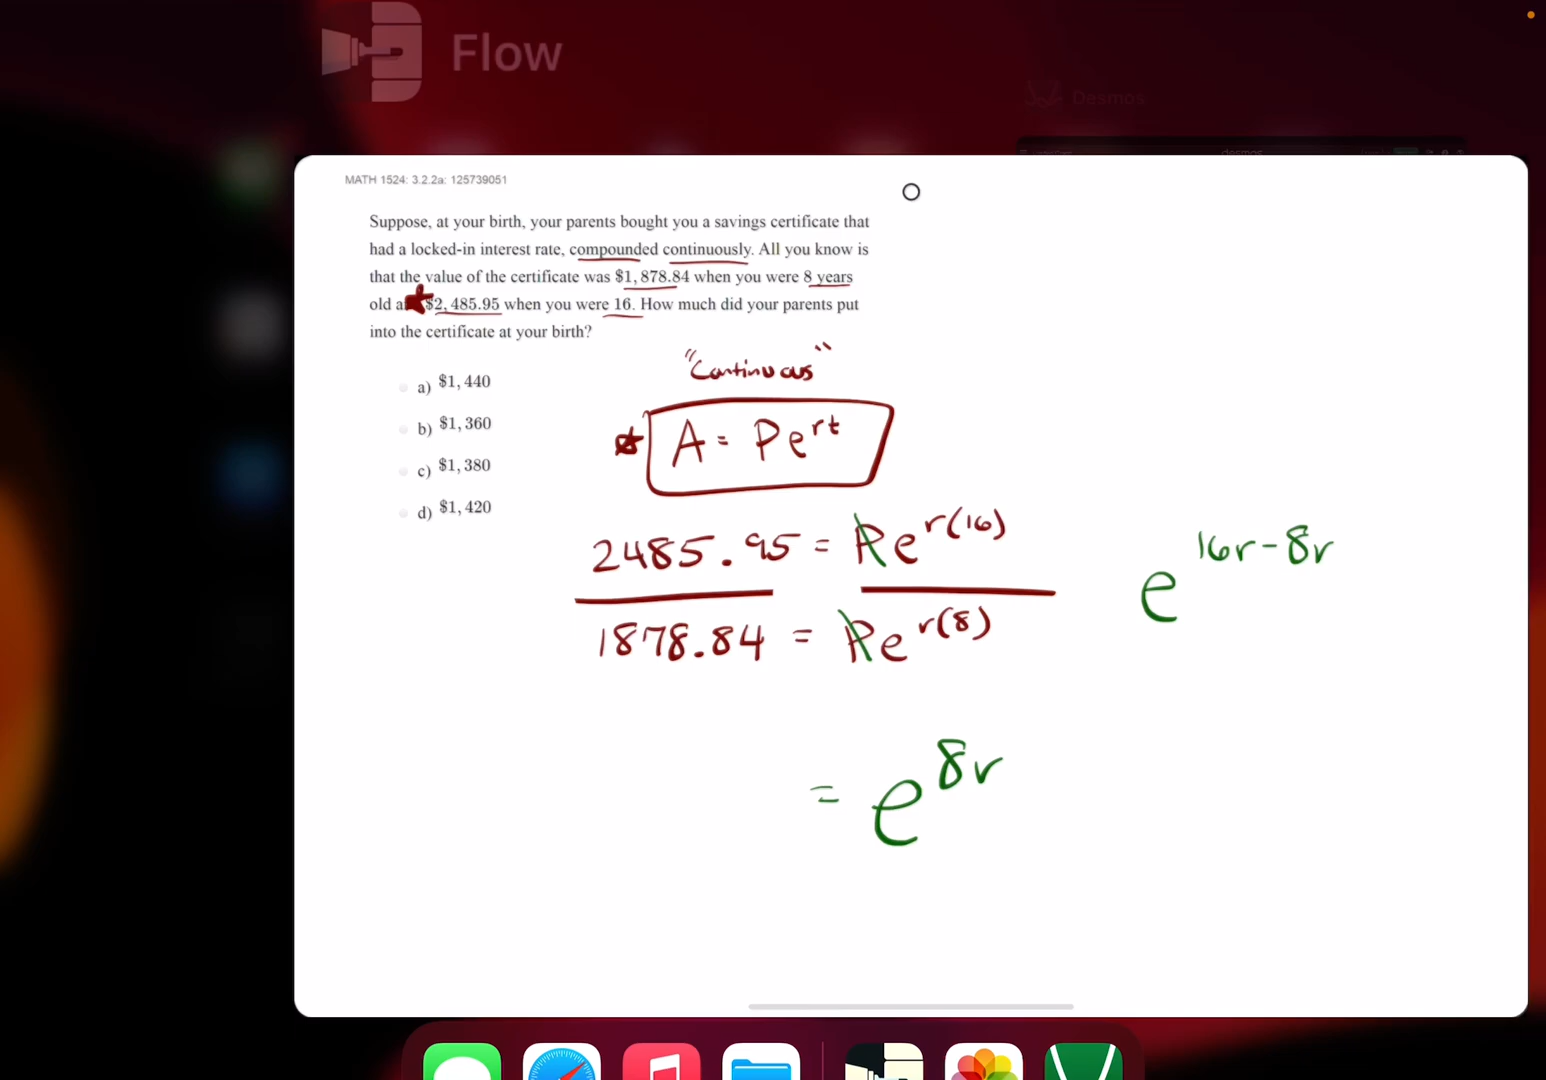 Flow
Desmos
desmos
MATH 1524: 3.2.2a: 125739051
Suppose, at your birth, your parents bought you a savings certificate that
had a locked-in interest rate, compounded continuously. All you know is
that the value of the certificate was $1,878.84 when you were 8 years
old a $2,485.95 when you were 16. How much did your parents put
into the certificate at your birth?
a) $1,440
b) $1,360
c) $1,380
d) $1,420
"Continuous"
A = Pe^rt
2485.95 = Pe^r(16)
1878.84 = Pe^r(8)
e^16r-8r
= e^8r